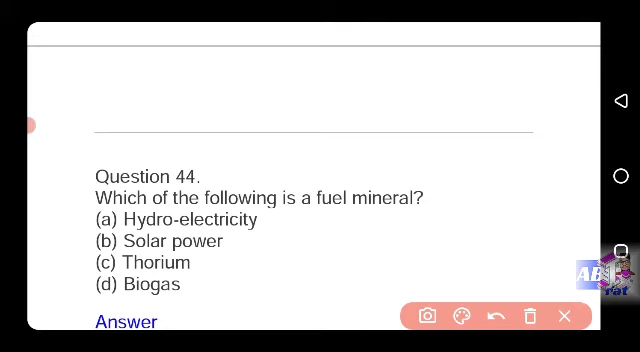 Question 44.
Which of the following is a fuel mineral?
(a) Hydro-electricity
(b) Solar power
(c) Thorium
(d) Biogas
Answer